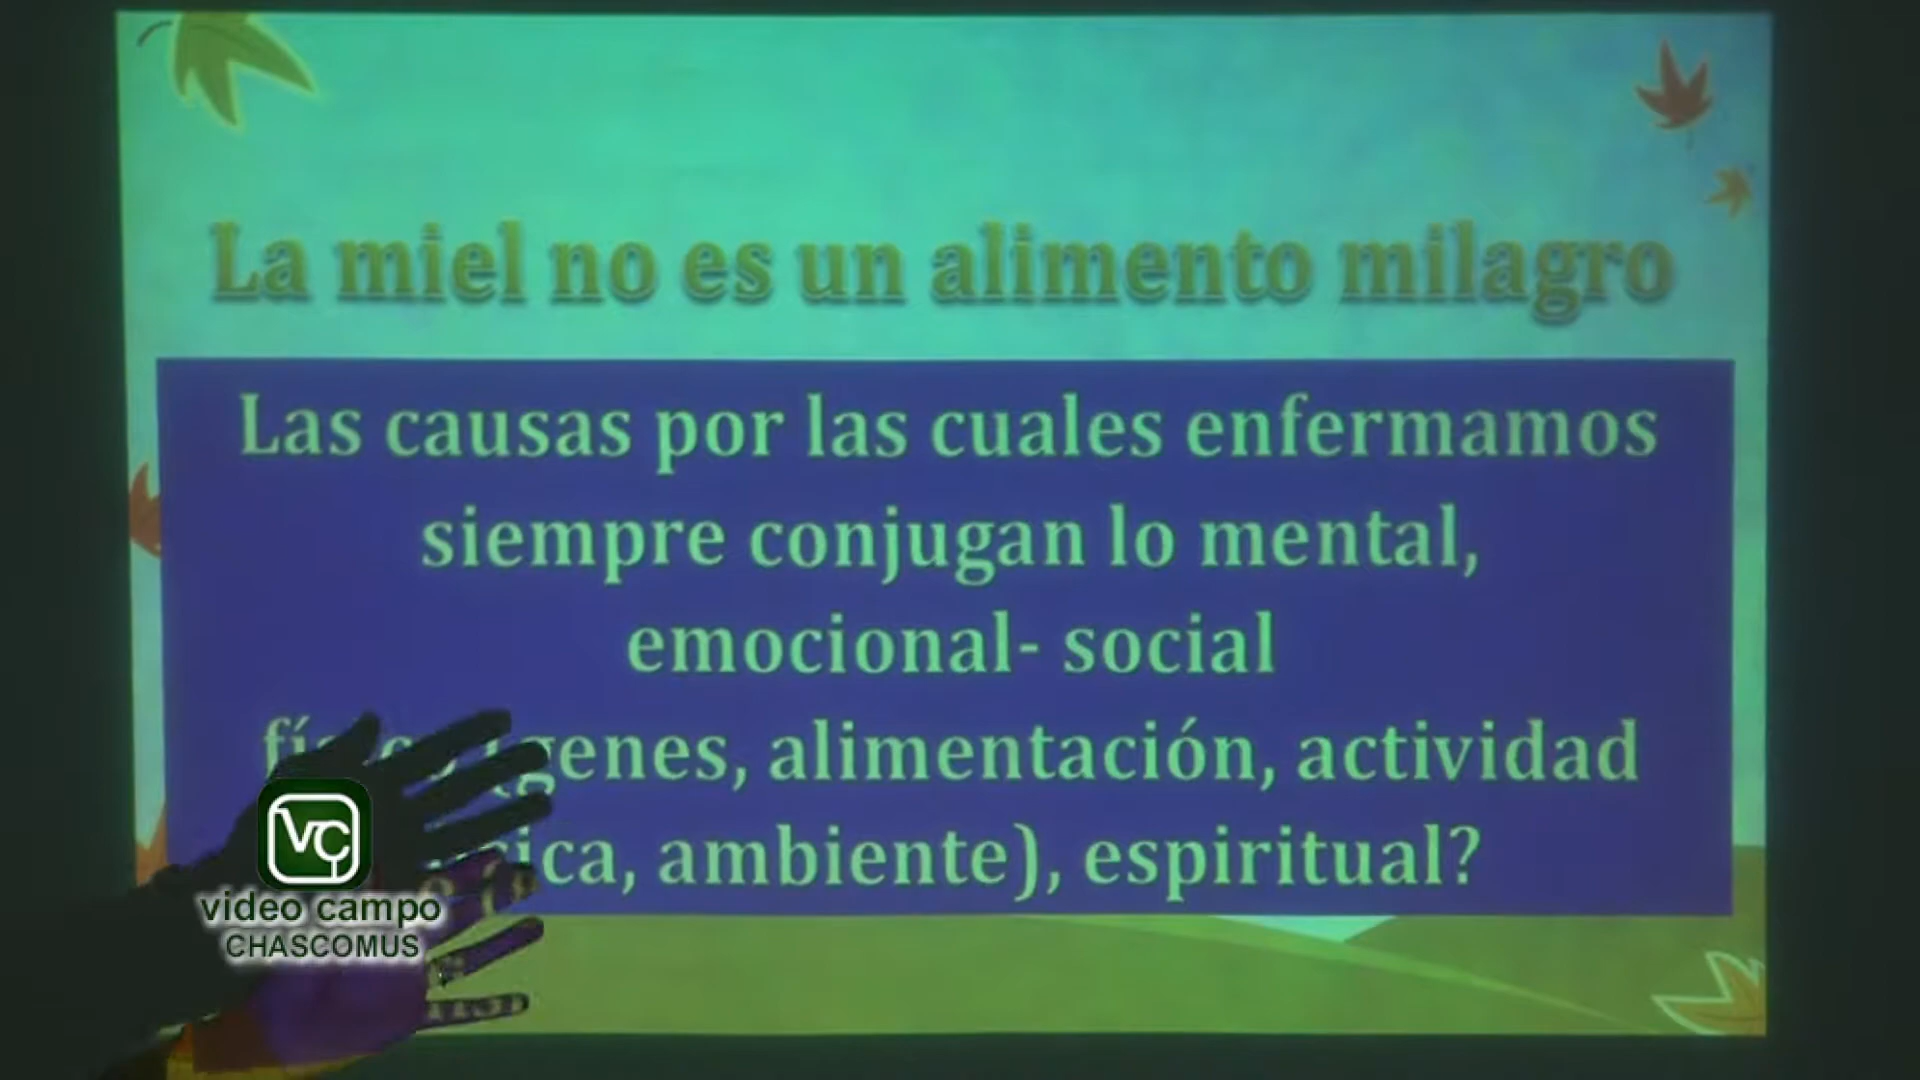 La miel no es un alimento milagro
Las causas por las cuales enfermamos
siempre conjugan lo mental,
emocional- social
genes, alimentación, actividad
ambiente), espiritual?
VC
video campo
CHASCOMUS